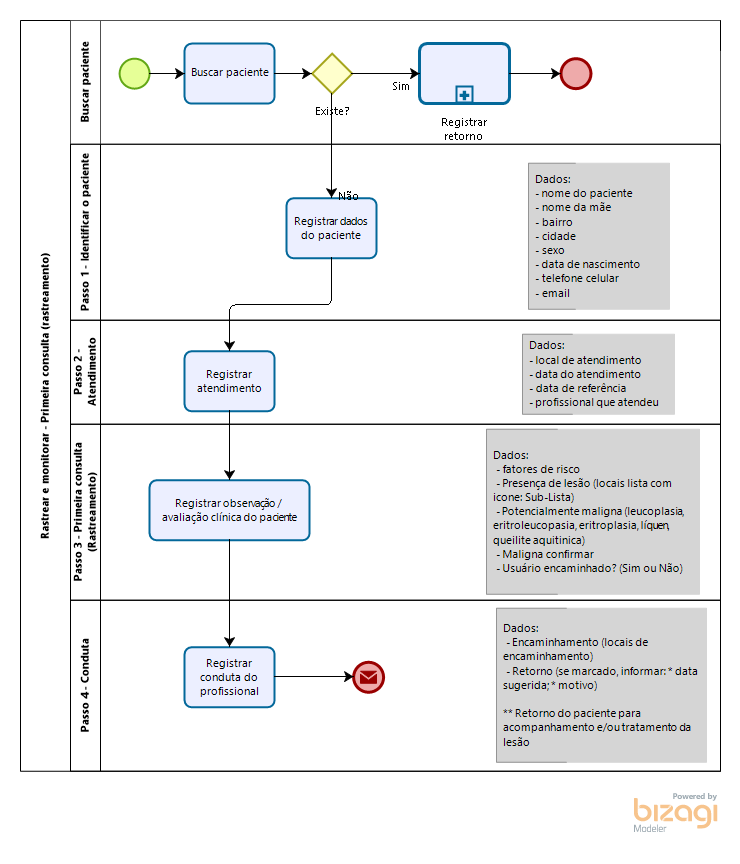 Rastrear e monitorar - Primeira consulta (rastreamento)
Buscar paciente
Buscar paciente
Existe?
Sim
Registrar
retorno
Não
Passo 1 - Identificar o paciente
Registrar dados
do paciente
Dados:
- nome do paciente
- nome da mãe
- bairro
- cidade
- sexo
- data de nascimento
- telefone celular
- email
Passo 2 -
Atendimento
Registrar
atendimento
Dados:
- local de atendimento
- data do atendimento
- data de referência
- profissional que atendeu
Passo 3 - Primeira consulta
(Rastreamento)
Registrar observação /
avaliação clínica do paciente
Dados:
- fatores de risco
- Presença de lesão (locais lista com
icone: Sub-Lista)
- Potencialmente maligna (leucoplasia,
eritroleucopasia, eritroplasia, líquen,
queilite aquitinica)
- Maligna confirmar
- Usuário encaminhado? (Sim ou Não)
Passo 4 - Conduta
Registrar
conduta do
profissional
Dados:
- Encaminhamento (locais de
encaminhamento)
- Retorno (se marcado, informar: * data
sugerida; * motivo)
** Retorno do paciente para
acompanhamento e/ou tratamento da
lesão
Powered by
bizagi
Modeler